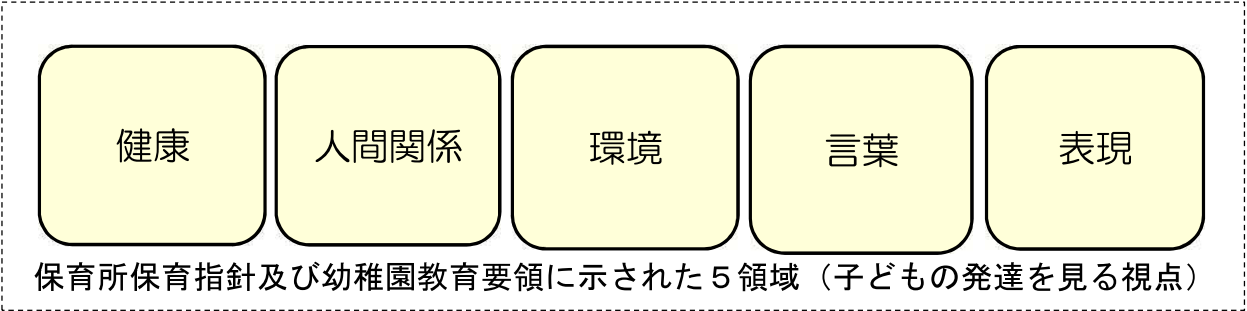 健康
人間関係
環境
言葉
表現
保育所保育指針及び幼稚園教育要領に示された５領域（子どもの発達を見る視点）